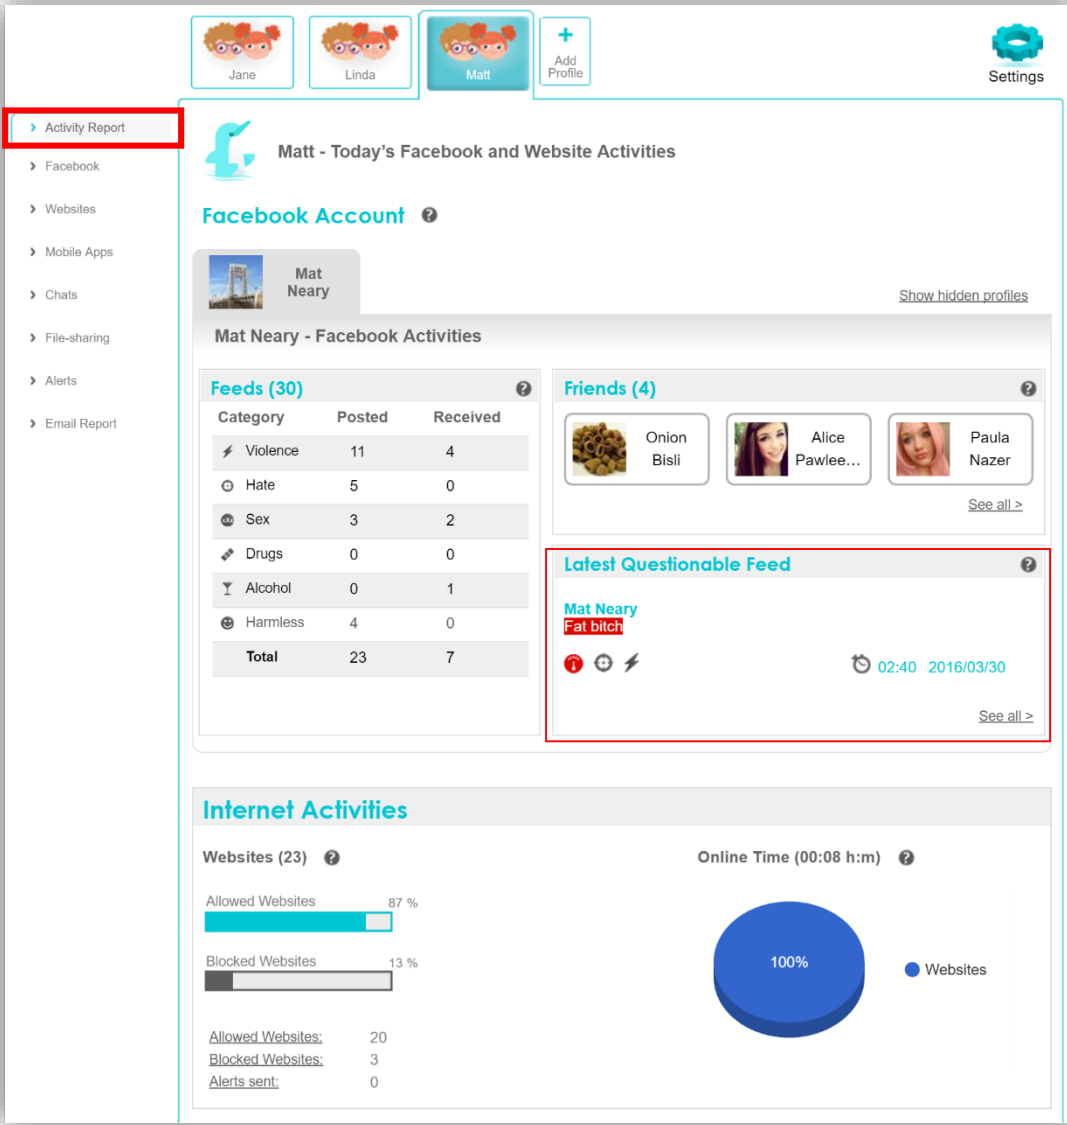 Jane
Linda
Matt
+
Add
Profile
Settings
Activity Report
Facebook
Websites
Mobile Apps
Chats
File-sharing
Alerts
Email Report
Matt - Today's Facebook and Website Activities
Facebook Account ?
Mat
Neary
Show hidden profiles
Mat Neary - Facebook Activities
Feeds (30) ?
Category Posted Received
Violence 11 4
Hate 5 0
Sex 3 2
Drugs 0 0
Alcohol 0 1
Harmless 4 0
Total 23 7
Friends (4) ?
Onion
Bisli
Alice
Pawlee...
Paula
Nazer
See all >
Latest Questionable Feed ?
Mat Neary
Fat bitch
02:40 2016/03/30
See all >
Internet Activities
Websites (23) ?
Allowed Websites 87 %
Blocked Websites 13 %
Allowed Websites: 20
Blocked Websites: 3
Alerts sent: 0
Online Time (00:08 h:m) ?
100%
Websites